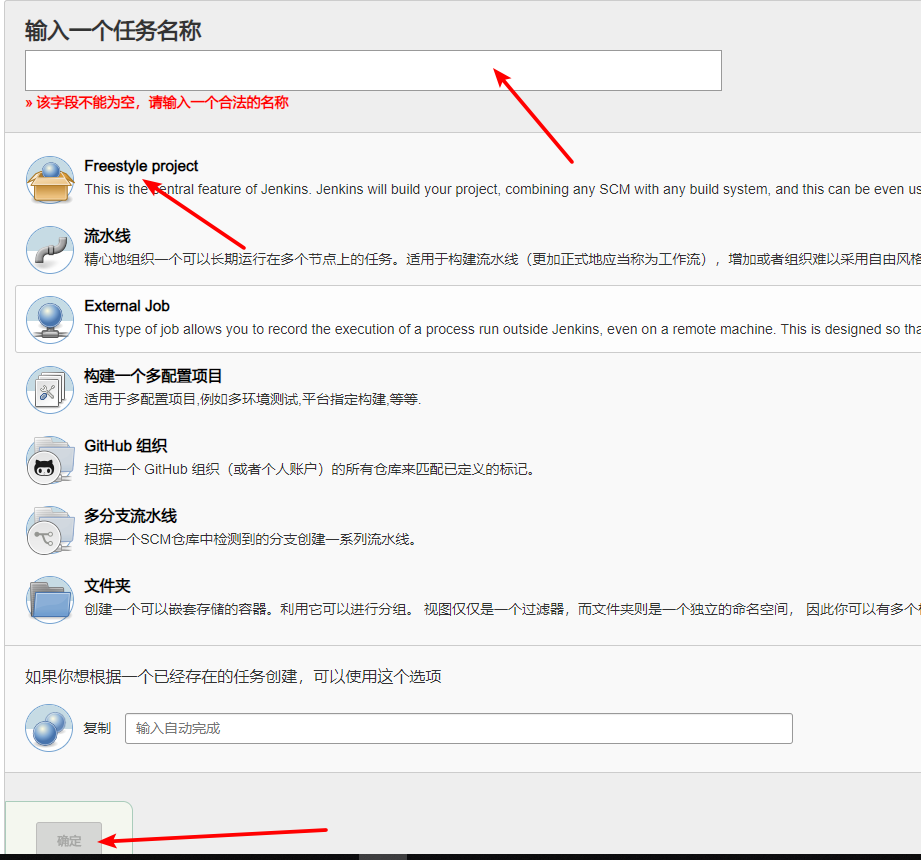 输入一个任务名称
» 该字段不能为空，请输入一个合法的名称
Freestyle project
This is the central feature of Jenkins. Jenkins will build your project, combining any SCM with any build system, and this can be even us
流水线
精心地组织一个可以长期运行在多个节点上的任务。适用于构建流水线（更加正式地应当称为工作流），增加或者组织难以采用自由风格
External Job
This type of job allows you to record the execution of a process run outside Jenkins, even on a remote machine. This is designed so tha
构建一个多配置项目
适用于多配置项目,例如多环境测试,平台指定构建,等等.
GitHub 组织
扫描一个 GitHub 组织（或者个人账户）的所有仓库来匹配已定义的标记。
多分支流水线
根据一个SCM仓库中检测到的分支创建一系列流水线。
文件夹
创建一个可以嵌套存储的容器。利用它可以进行分组。 视图仅仅是一个过滤器，而文件夹则是一个独立的命名空间， 因此你可以有多个
如果你想根据一个已经存在的任务创建，可以使用这个选项
复制 输入自动完成
确定